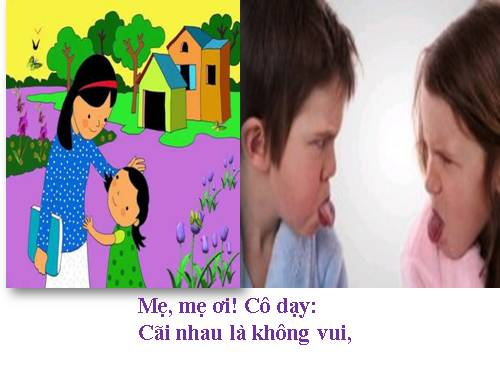 Mẹ, mẹ ơi! Cô dạy:
Cãi nhau là không vui,